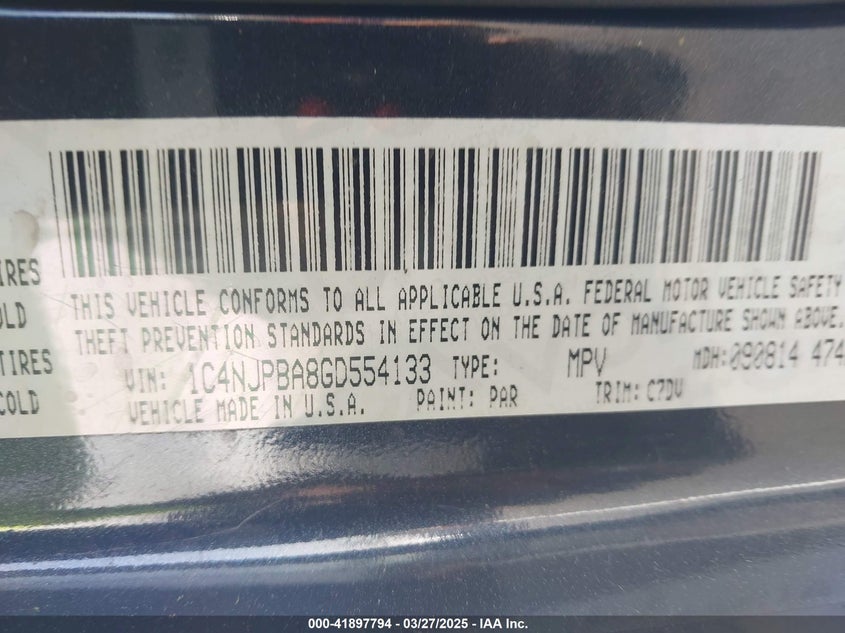 IRES
OLD
TIRES
COLD
THIS VEHICLE CONFORMS TO ALL APPLICABLE U.S.A. FEDERAL MOTOR VEHICLE SAFETY
THEFT PREVENTION STANDARDS IN EFFECT ON THE DATE OF MANUFACTURE SHOWN ABOVE.
VIN: 1C4NJPBA8GD554133 TYPE: MPV MDH:090814 474
VEHICLE MADE IN U.S.A. PAINT: PAR TRIM: C7DV
000-41897794 — 03/27/2025 — IAA Inc.